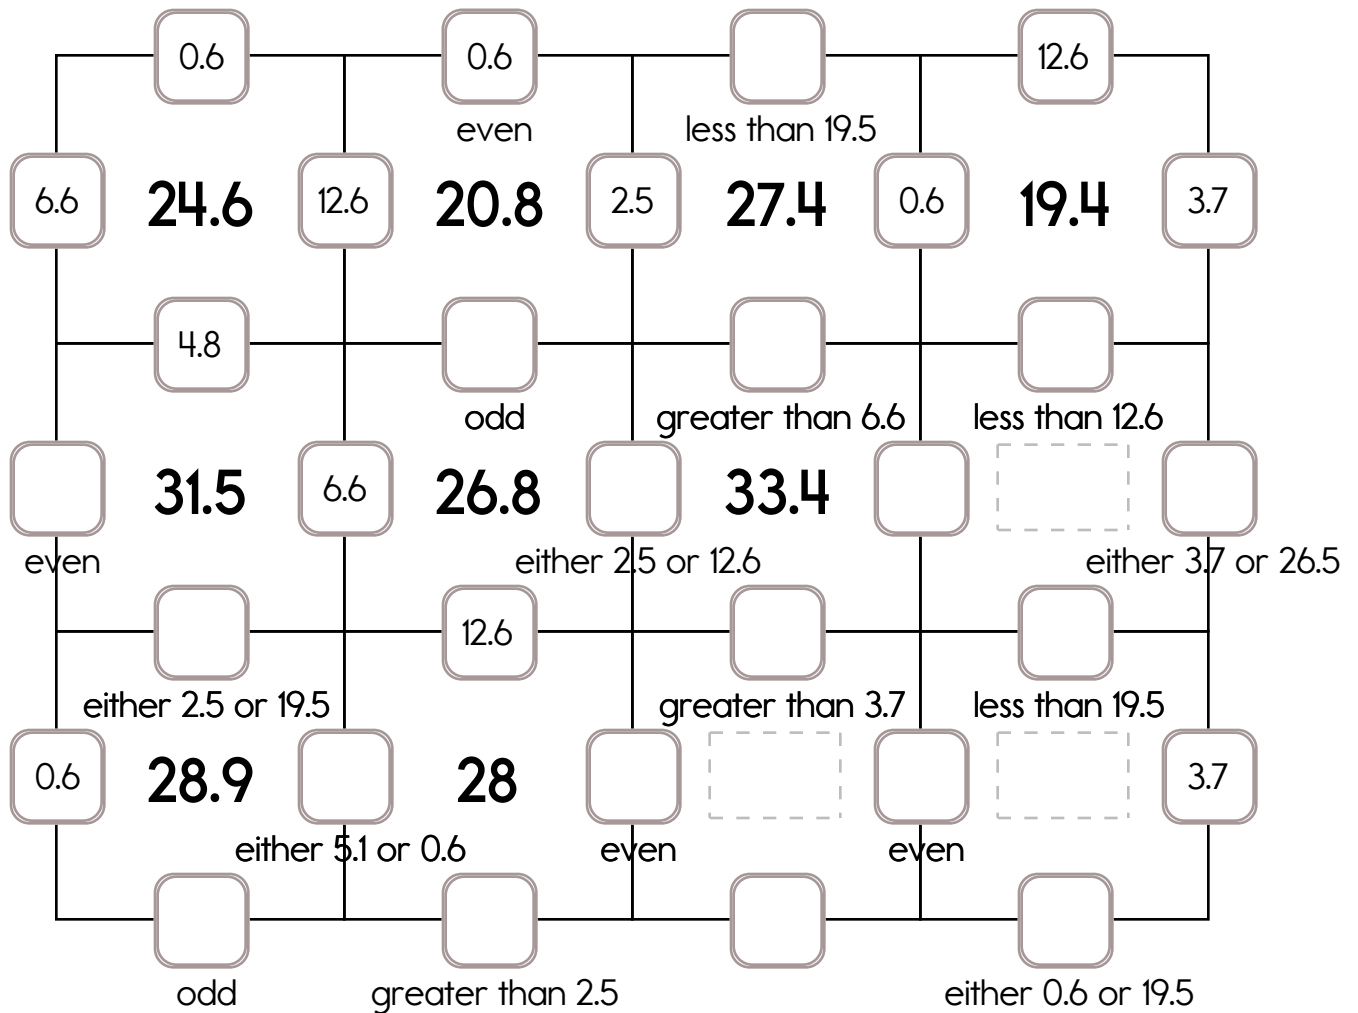 0.6 0.6 12.6
even less than 19.5
6.6 24.6 12.6 20.8 2.5 27.4 0.6 19.4 3.7
4.8
odd greater than 6.6 less than 12.6
31.5 6.6 26.8 33.4
even either 2.5 or 12.6 either 3.7 or 26.5
12.6
either 2.5 or 19.5 greater than 3.7 less than 19.5
0.6 28.9 28 3.7
either 5.1 or 0.6 even even
odd greater than 2.5 either 0.6 or 19.5